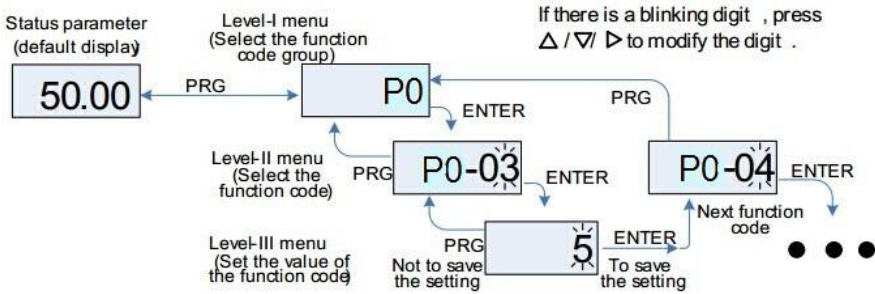 Status parameter
(default display)
50.00
PRG
Level-I menu
(Select the function
code group)
P0
ENTER
If there is a blinking digit , press
△ / ▽/ ▷ to modify the digit .
PRG
Level-II menu
(Select the
function code)
PRG
P0-03
ENTER
P0-04
ENTER
Next function
code
Level-III menu
(Set the value of
the function code)
PRG
Not to save
the setting
5
ENTER
To save
the setting
● ● ●